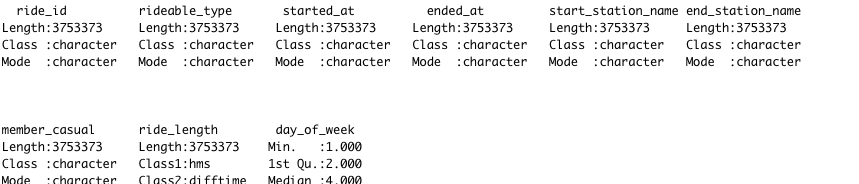 ride_id rideable_type started_at ended_at start_station_name end_station_name
Length:3753373 Length:3753373 Length:3753373 Length:3753373 Length:3753373 Length:3753373
Class :character Class :character Class :character Class :character Class :character Class :character
Mode :character Mode :character Mode :character Mode :character Mode :character Mode :character
member_casual ride_length day_of_week
Length:3753373 Length:3753373 Min. :1.000
Class :character Class1:hms 1st Qu.:2.000
Mode :character Class2:difftime Median :4.000